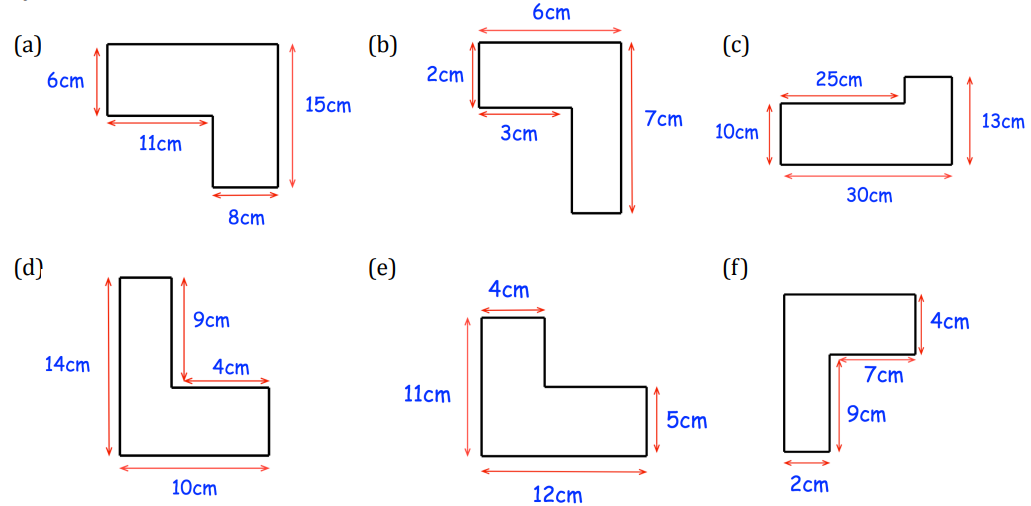 (a)
6cm
11cm
15cm
8cm
(b)
6cm
2cm
3cm
7cm
(c)
25cm
10cm
13cm
30cm
(d)
14cm
9cm
4cm
10cm
(e)
4cm
11cm
5cm
12cm
(f)
4cm
7cm
9cm
2cm